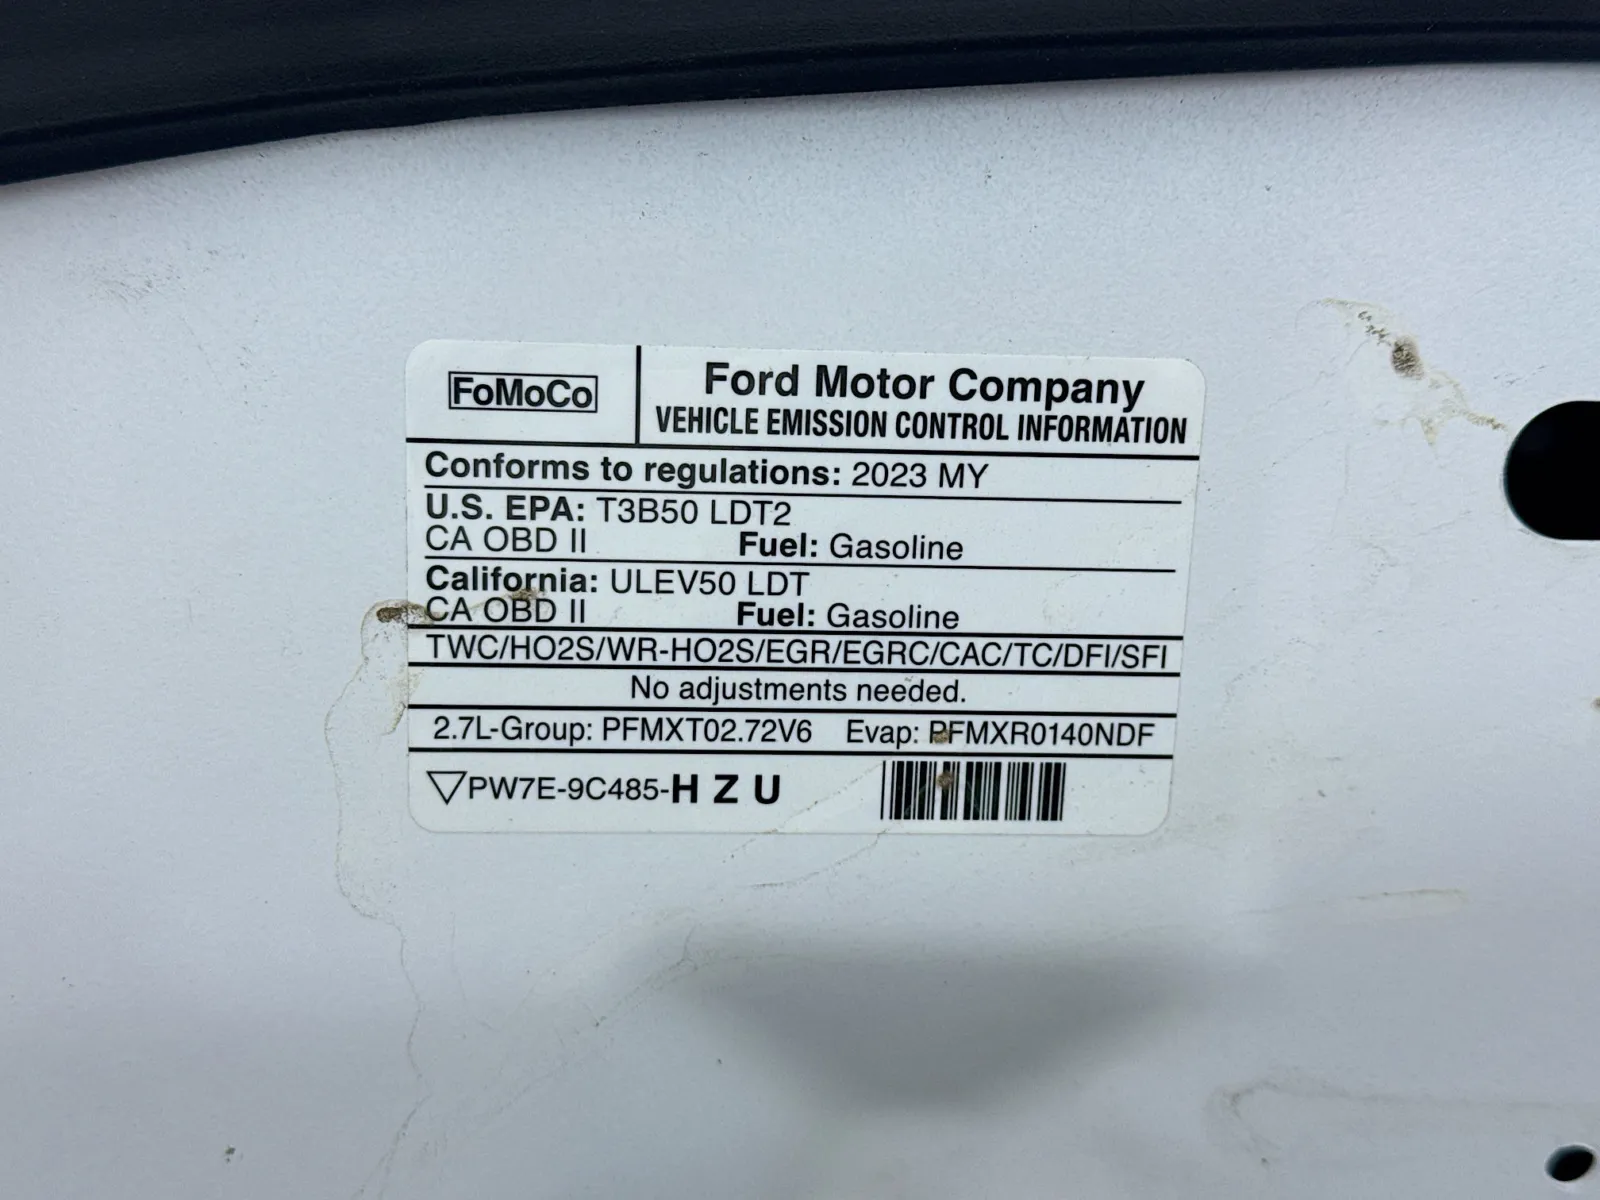 FoMoCo
Ford Motor Company
VEHICLE EMISSION CONTROL INFORMATION
Conforms to regulations: 2023 MY
U.S. EPA: T3B50 LDT2
CA OBD II Fuel: Gasoline
California: ULEV50 LDT
CA OBD II Fuel: Gasoline
TWC/HO2S/WR-HO2S/EGR/EGRC/CAC/TC/DFI/SFI
No adjustments needed.
2.7L-Group: PFMXT02.72V6 Evap: PFMXR0140NDF
PW7E-9C485-H Z U